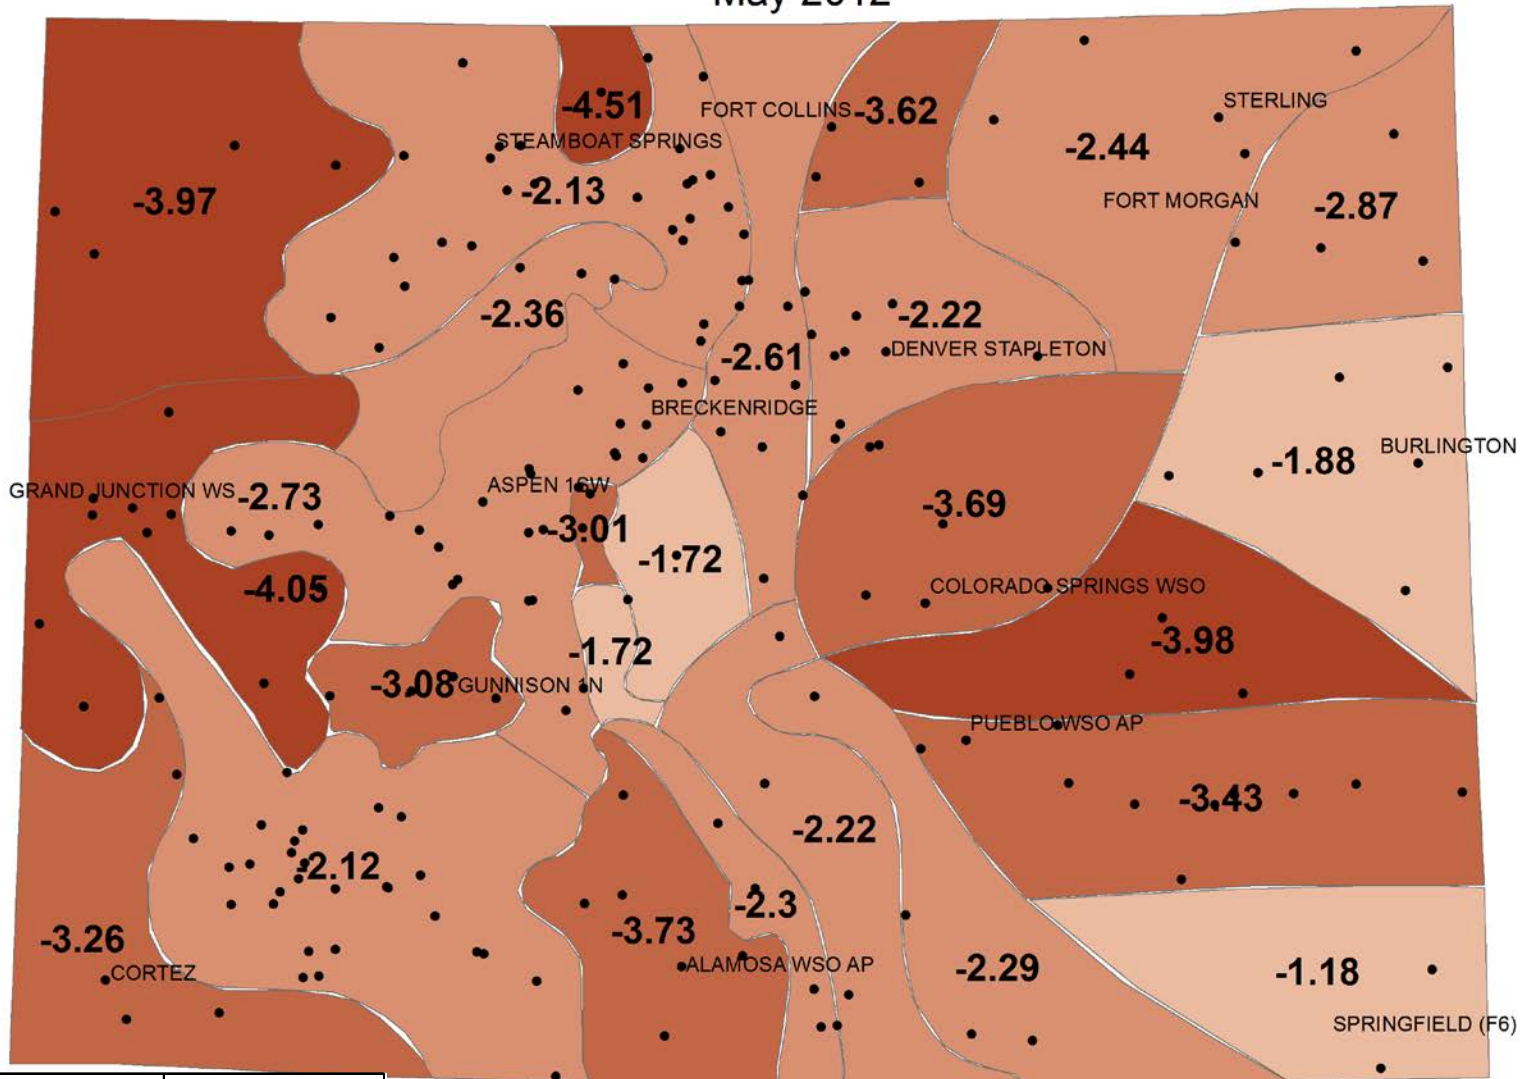 May 2012
-4.51
FORT COLLINS
-3.62
STERLING
STEAMBOAT SPRINGS
-2.44
-3.97
-2.13
FORT MORGAN
-2.87
-2.36
-2.22
-2.61
DENVER STAPLETON
BRECKENRIDGE
BURLINGTON
-1.88
GRAND JUNCTION WS
-2.73
ASPEN 1SW
-3.69
-3.01
-1.72
-4.05
COLORADO SPRINGS WSO
-3.98
-1.72
-3.08
GUNNISON 1N
PUEBLO WSO AP
-3.43
-2.22
-2.12
-2.3
-3.73
-3.26
CORTEZ
ALAMOSA WSO AP
-2.29
-1.18
SPRINGFIELD (F6)